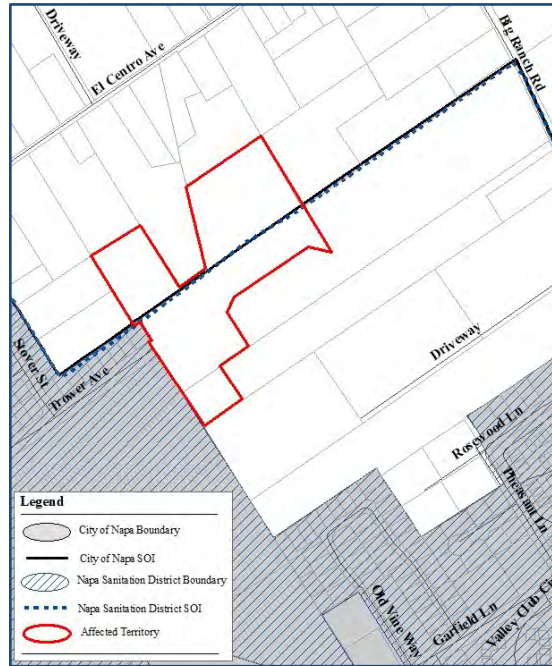 Driveway
El Centro Ave
Big Ranch Rd
Stover St
Trower Ave
Driveway
Rosewood Ln
Pheasant Ln
Old Vine Way
Garfield Ln
Valley Club Ci
Legend
City of Napa Boundary
City of Napa SOI
Napa Sanitation District Boundary
Napa Sanitation District SOI
Affected Territory